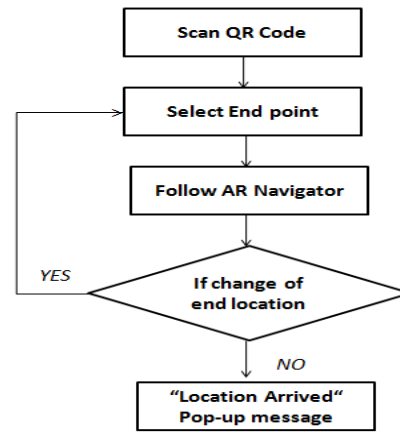 Scan QR Code
Select End point
Follow AR Navigator
If change of
end location
YES
NO
“Location Arrived“
Pop-up message